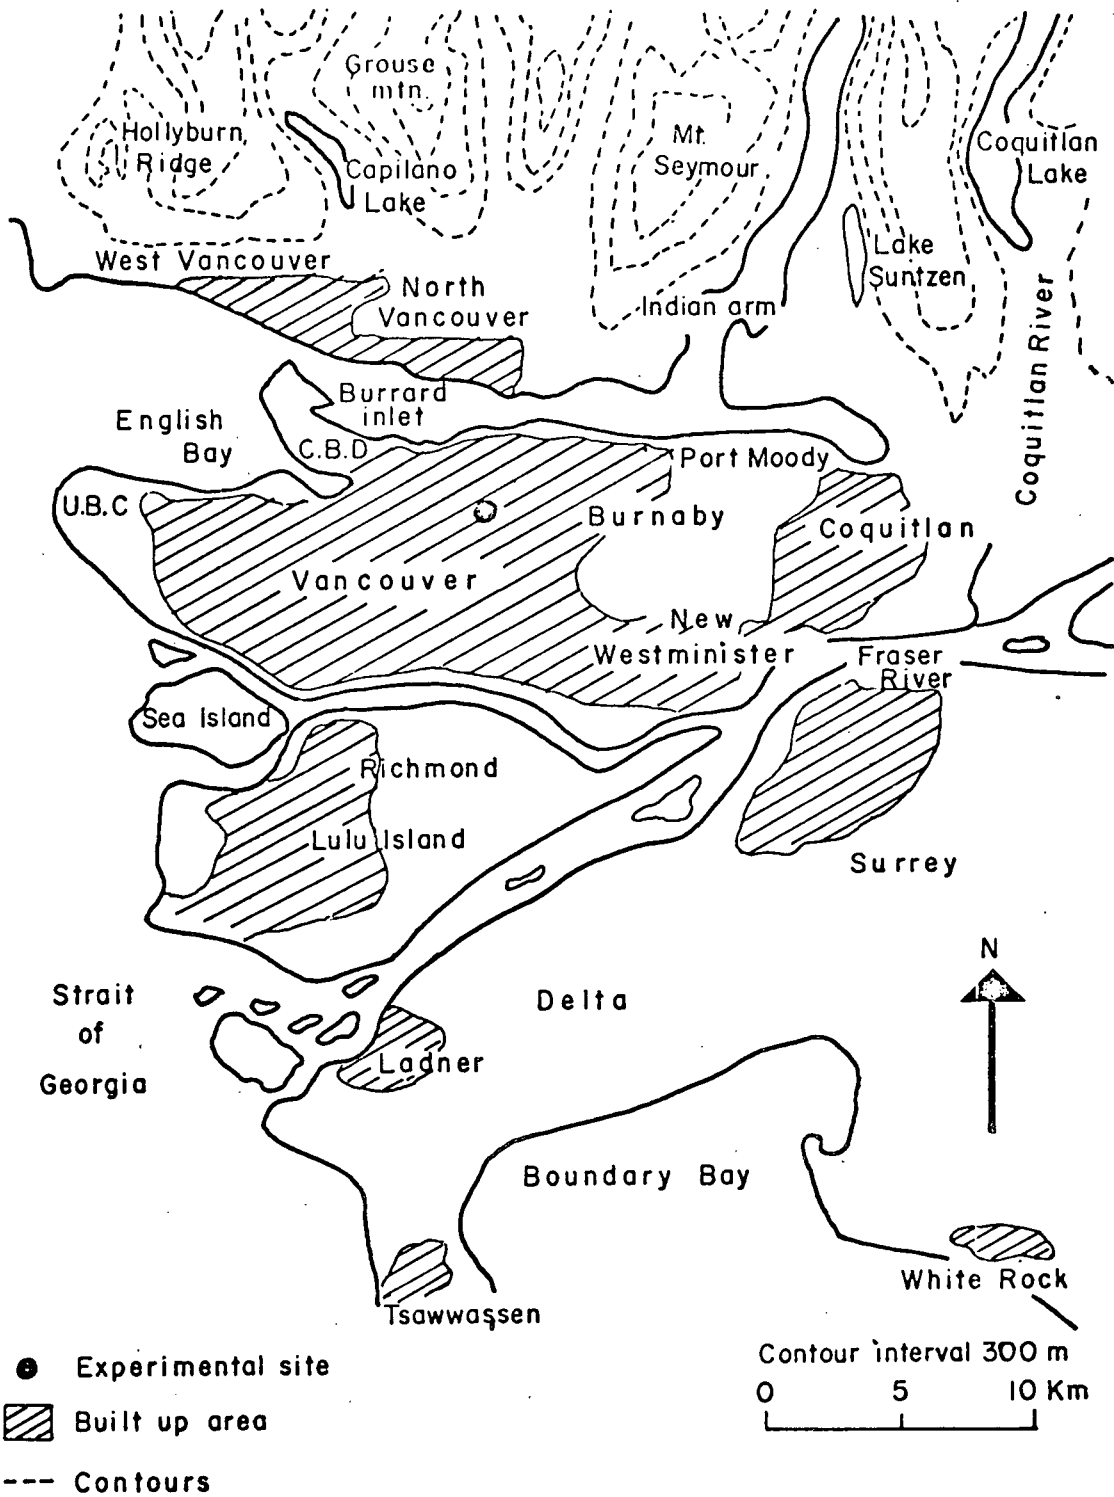 Grouse
mtn.
Hollyburn
Ridge
Capilano
Lake
Mt.
Seymour
Coquitlan
Lake
West Vancouver
North
Vancouver
Lake
Suntzen
Indian arm
Coquitlan River
Burrard
inlet
English
Bay
C.B.D
Port Moody
U.B.C
Burnaby
Coquitlan
Vancouver
New
Westminister
Fraser
River
Sea Island
Richmond
Lulu Island
Surrey
N
Strait
of
Georgia
Delta
Ladner
Boundary Bay
White Rock
Tsawwassen
Experimental site
Built up area
Contours
Contour interval 300 m
0 5 10 Km